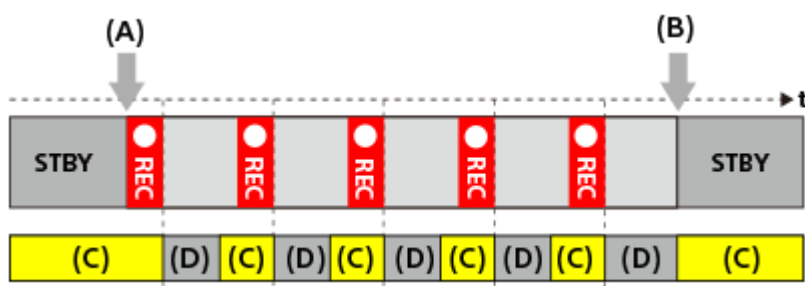 (A) (B)
t
STBY REC REC REC REC REC STBY
(C) (D) (C) (D) (C) (D) (C) (D) (C) (D) (C)